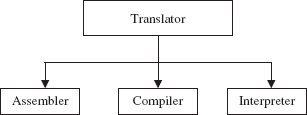 Translator
Assembler
Compiler
Interpreter